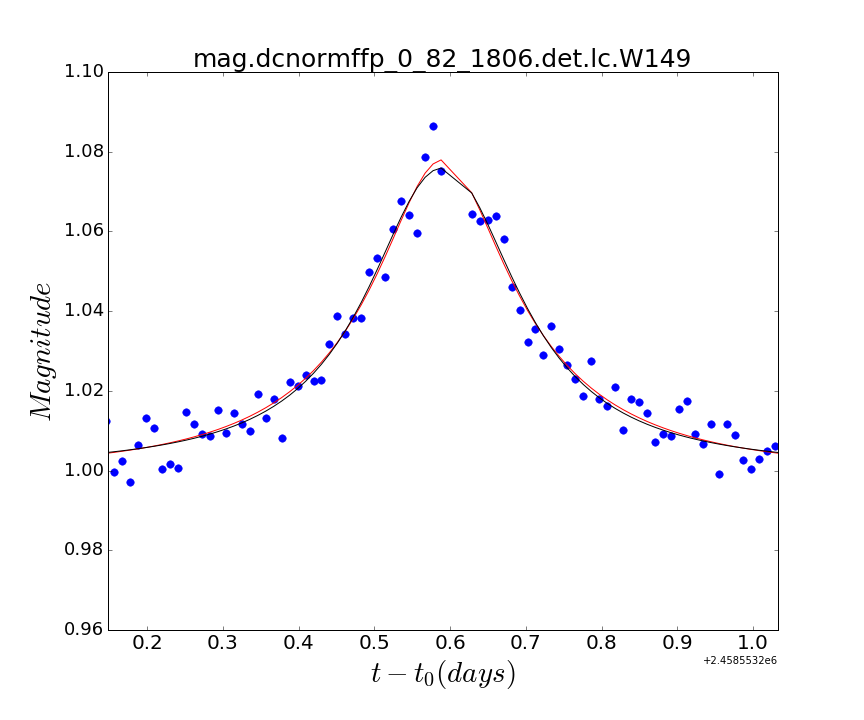 mag.dcnormffp_0_82_1806.det.lc.W149
1.10
1.08
1.06
1.04
1.02
1.00
0.98
0.96
Magnitude
0.2 0.3 0.4 0.5 0.6 0.7 0.8 0.9 1.0
+2.4585532e6
t − t₀(days)